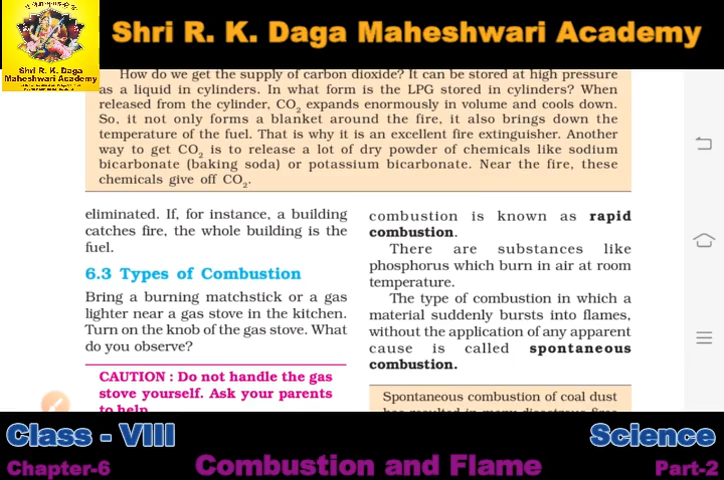 Shri R. K. Daga Maheshwari Academy
Shri R. K. Daga
Maheshwari Academy
How do we get the supply of carbon dioxide? It can be stored at high pressure
as a liquid in cylinders. In what form is the LPG stored in cylinders? When
released from the cylinder, CO₂ expands enormously in volume and cools down.
So, it not only forms a blanket around the fire, it also brings down the
temperature of the fuel. That is why it is an excellent fire extinguisher. Another
way to get CO₂ is to release a lot of dry powder of chemicals like sodium
bicarbonate (baking soda) or potassium bicarbonate. Near the fire, these
chemicals give off CO₂.
eliminated. If, for instance, a building
catches fire, the whole building is the
fuel.
6.3 Types of Combustion
Bring a burning matchstick or a gas
lighter near a gas stove in the kitchen.
Turn on the knob of the gas stove. What
do you observe?
CAUTION : Do not handle the gas
stove yourself. Ask your parents
to help
combustion is known as rapid
combustion.
There are substances like
phosphorus which burn in air at room
temperature.
The type of combustion in which a
material suddenly bursts into flames,
without the application of any apparent
cause is called spontaneous
combustion.
Spontaneous combustion of coal dust
has resulted in many disastrous fires
Class - VIII
Science
Chapter-6
Combustion and Flame
Part-2